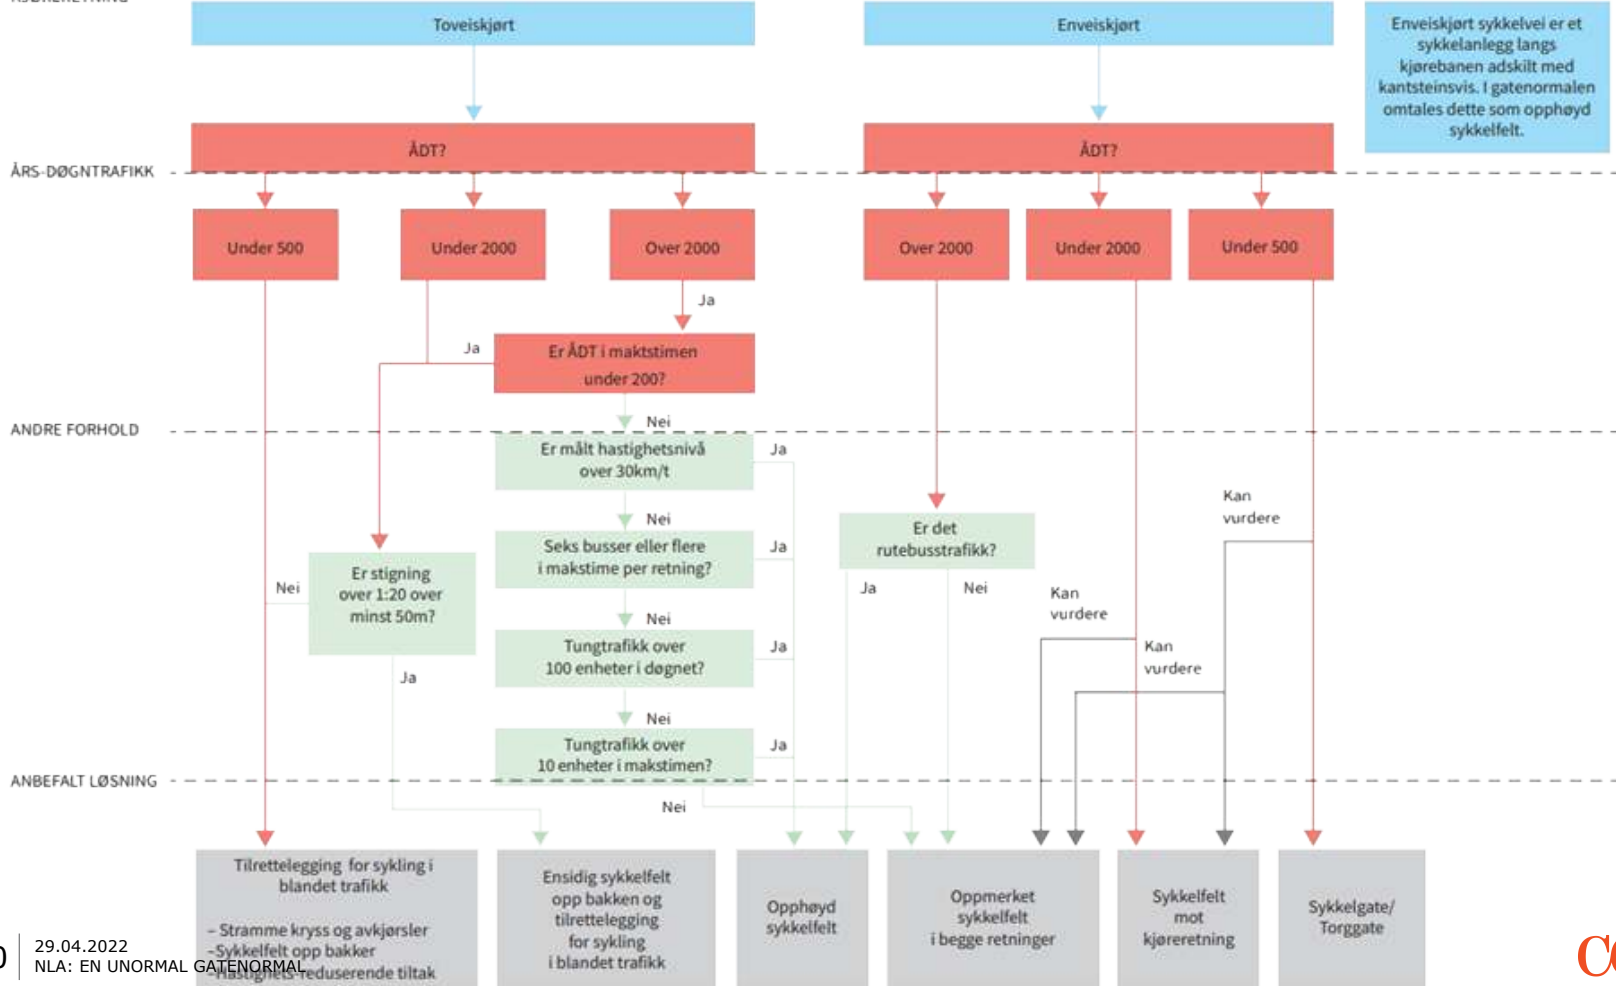 Toveiskjørt
Enveiskjørt
Enveiskjørt sykkelvei er et
sykkelanlegg langs
kjørebanen adskilt med
kantsteinsvis. I gatenormalen
omtales dette som opphøyd
sykkelfelt.
ÅDT?
ÅDT?
ÅRS-DØGNTRAFIKK
Under 500
Under 2000
Over 2000
Over 2000
Under 2000
Under 500
Ja
Ja
Er ÅDT i maktstimen
under 200?
Nei
ANDRE FORHOLD
Er målt hastighetsnivå
over 30km/t
Ja
Nei
Seks busser eller flere
i makstime per retning?
Ja
Er det
rutebusstrafikk?
Kan
vurdere
Er stigning
over 1:20 over
minst 50m?
Nei
Ja
Nei
Tungtrafikk over
100 enheter i døgnet?
Ja
Ja
Nei
Kan
vurdere
Kan
vurdere
Nei
Tungtrafikk over
10 enheter i makstimen?
Ja
ANBEFALT LØSNING
Nei
Tilrettelegging for sykling i
blandet trafikk
– Stramme kryss og avkjørsler
–Sykkelfelt opp bakker
–Hastighets-reduserende tiltak
Ensidig sykkelfelt
opp bakken og
tilrettelegging
for sykling
i blandet trafikk
Opphøyd
sykkelfelt
Oppmerket
sykkelfelt
i begge retninger
Sykkelfelt
mot
kjøreretning
Sykkelgate/
Torggate
29.04.2022
NLA: EN UNORMAL GATENORMAL